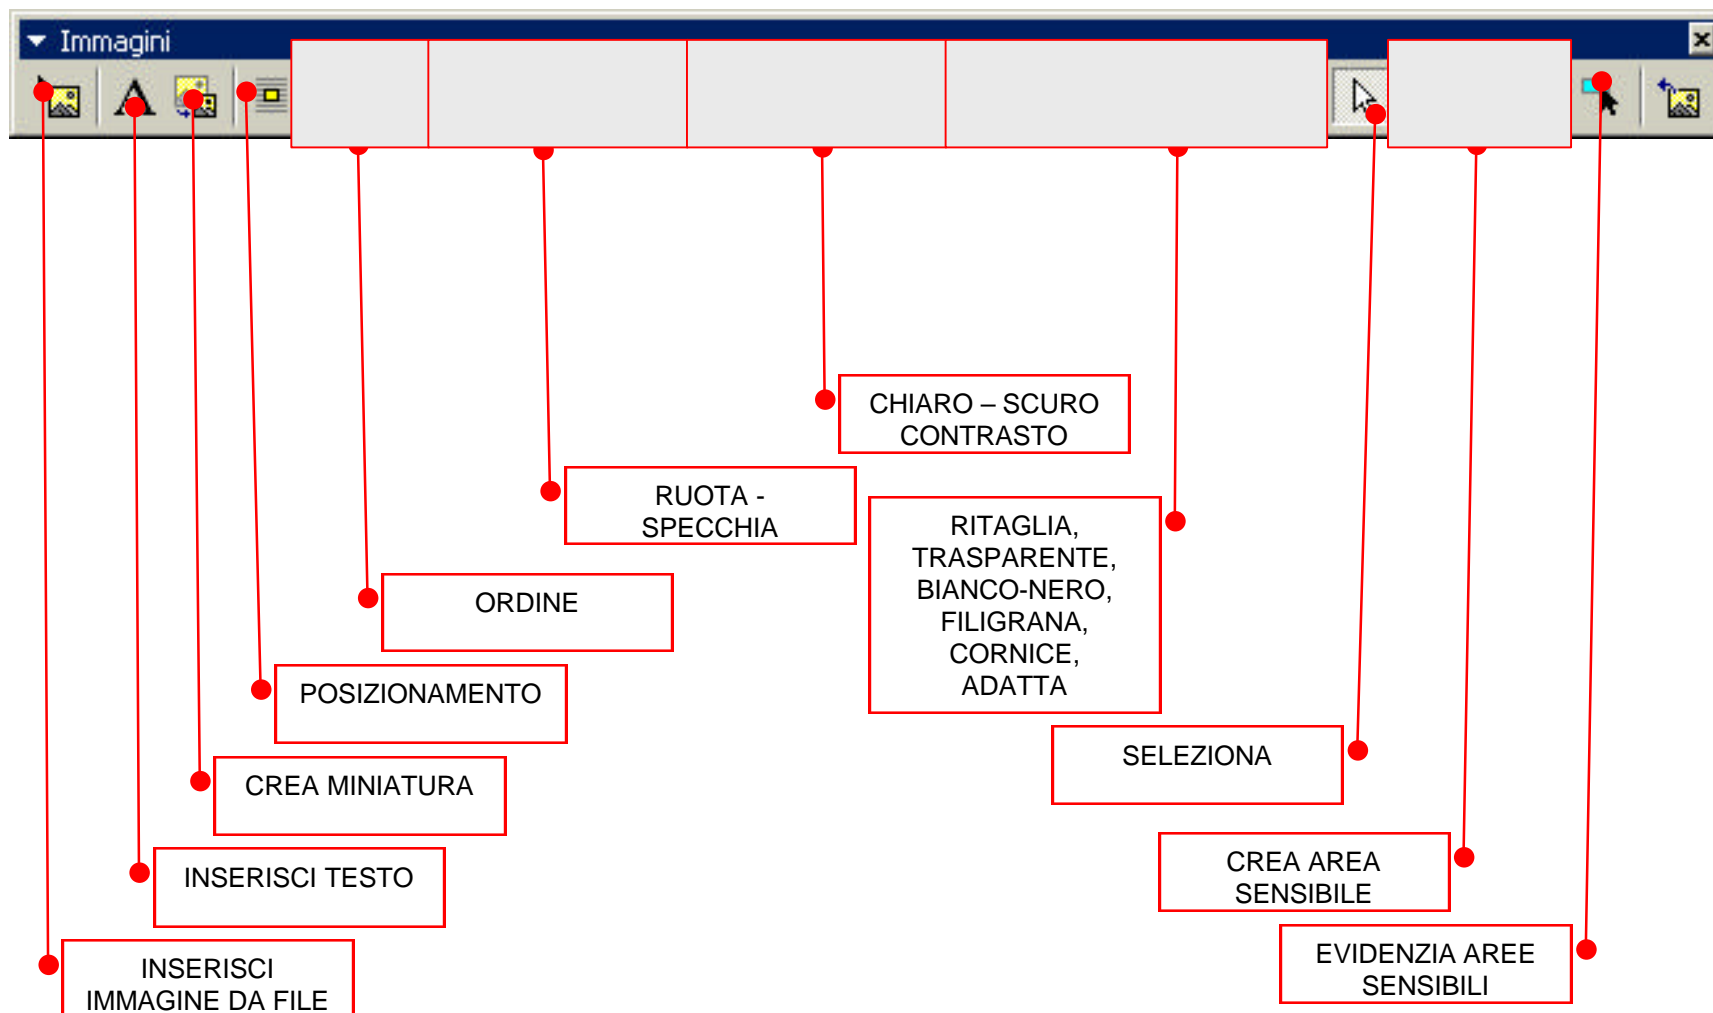 Immagini
CHIARO – SCURO
CONTRASTO
RUOTA -
SPECCHIA
RITAGLIA,
TRASPARENTE,
BIANCO-NERO,
FILIGRANA,
CORNICE,
ADATTA
ORDINE
POSIZIONAMENTO
SELEZIONA
CREA MINIATURA
CREA AREA
SENSIBILE
INSERISCI TESTO
EVIDENZIA AREE
SENSIBILI
INSERISCI
IMMAGINE DA FILE